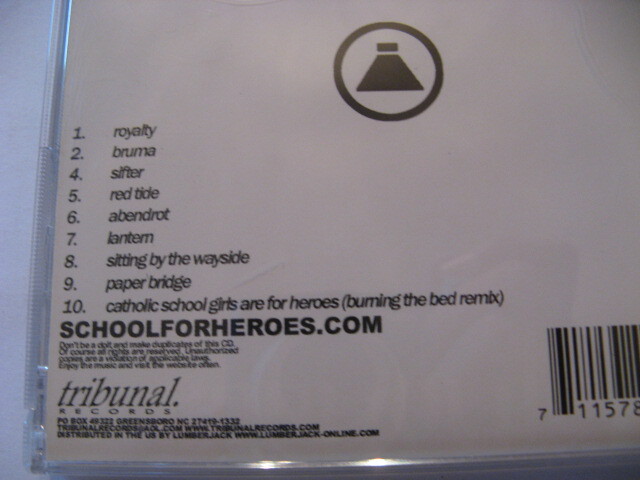 1. royalty
2. bruma
4. sifter
5. red tide
6. abendrot
7. lantern
8. sitting by the wayside
9. paper bridge
10. catholic school girls are for heroes (burning the bed remix)
SCHOOLFORHEROES.COM
Don't be a dolt and make duplicates of this CD.
Of course all rights are reserved. Unauthorized
copies are a violation of applicable laws.
Enjoy the music and visit the website often.
tribunal.
RECORDS
PO BOX 49322 GREENSBORO NC 27419-1332
TRIBUNALRECORDS@AOL.COM WWW.TRIBUNALRECORDS.COM
DISTRIBUTED IN THE US BY LUMBERJACK WWW.LUMBERJACK-ONLINE.COM
7 11578